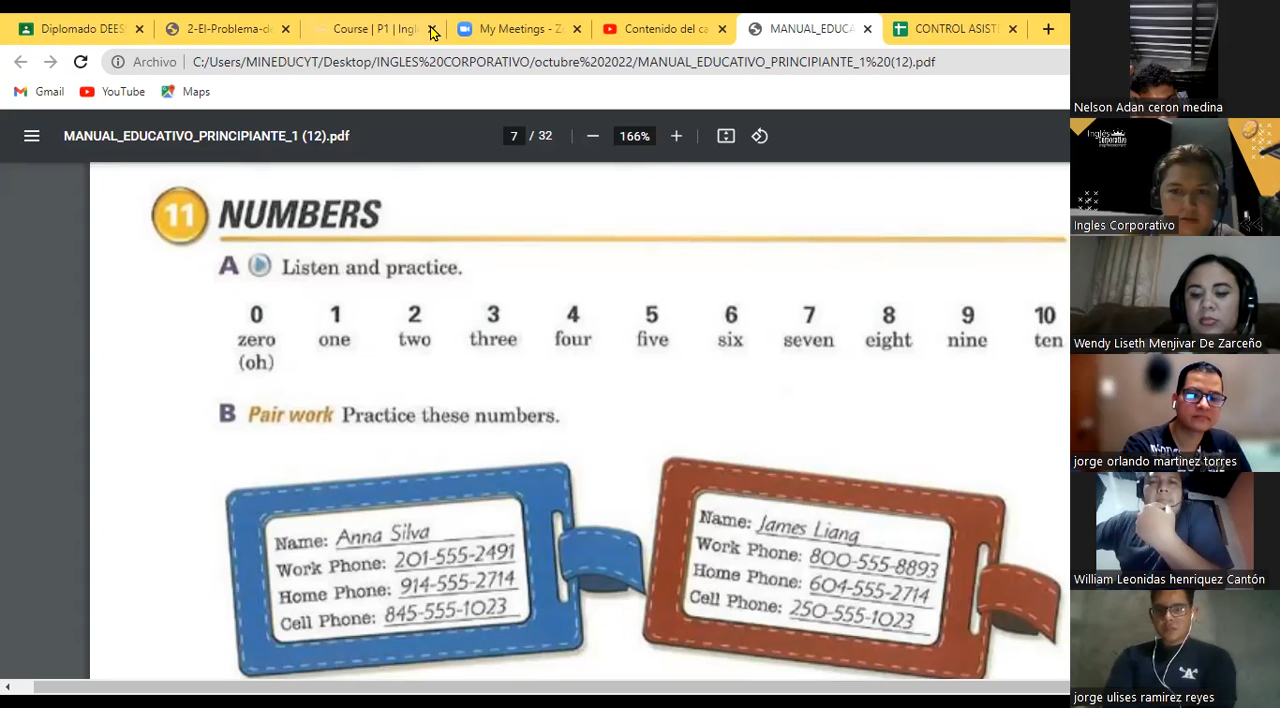 Diplomado DEES
2-El-Problema-de
Course | P1 | Ingl
My Meetings - Z
Contenido del ca
MANUAL_EDUCA
CONTROL ASIST
Archivo
C:/Users/MINEDUCYT/Desktop/INGLES%20CORPORATIVO/octubre%202022/MANUAL_EDUCATIVO_PRINCIPIANTE_1%20(12).pdf
Gmail YouTube Maps
MANUAL_EDUCATIVO_PRINCIPIANTE_1 (12).pdf
7 / 32
166%
11 NUMBERS
A Listen and practice.
0 1 2 3 4 5 6 7 8 9 10
zero one two three four five six seven eight nine ten
(oh)
B Pair work Practice these numbers.
Name: Anna Silva
Work Phone: 201-555-2491
Home Phone: 914-555-2714
Cell Phone: 845-555-1023
Name: James Liang
Work Phone: 800-555-8893
Home Phone: 604-555-2714
Cell Phone: 250-555-1023
Nelson Adan ceron medina
Inglés
Corporativo
Ingles Corporativo
Wendy Liseth Menjivar De Zarceño
jorge orlando martinez torres
William Leonidas henriquez Cantón
jorge ulises ramirez reyes